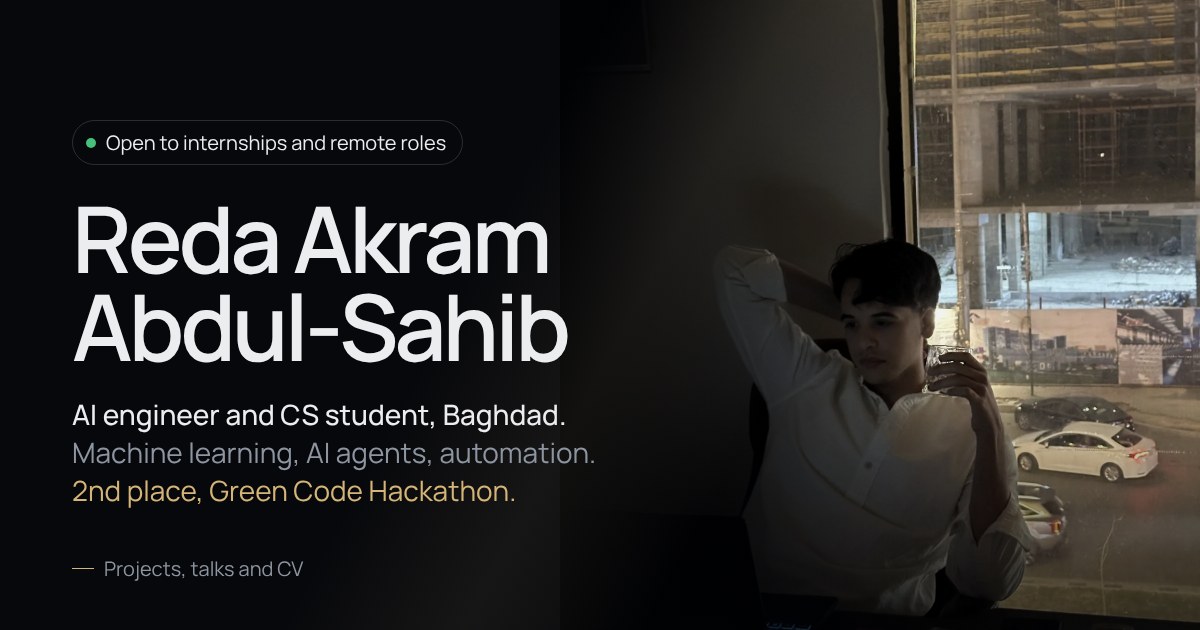 Open to internships and remote roles
Reda Akram
Abdul-Sahib
AI engineer and CS student, Baghdad.
Machine learning, AI agents, automation.
2nd place, Green Code Hackathon.
Projects, talks and CV